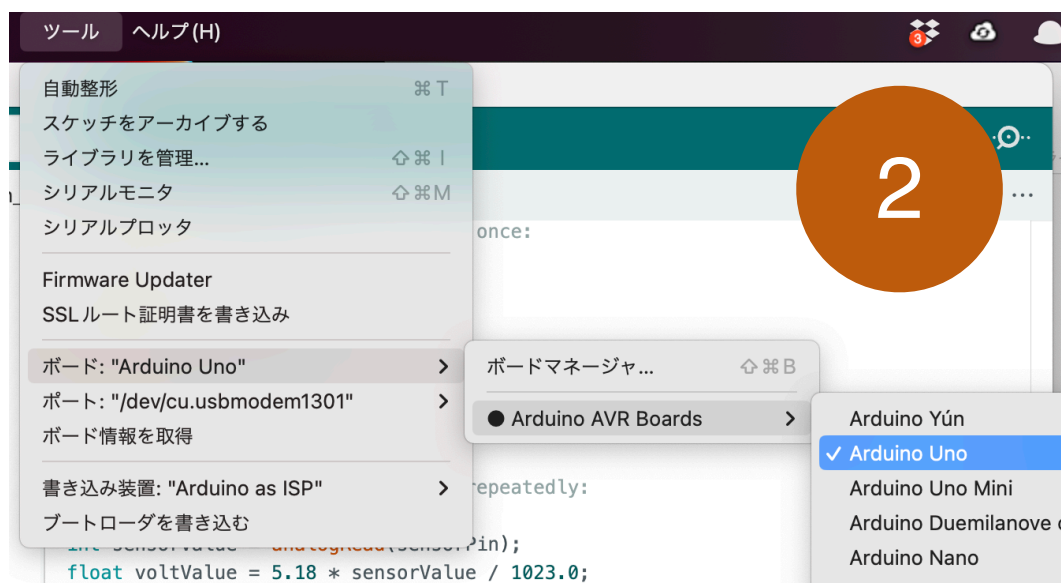 ツール ヘルプ(H)
3
自動整形 ⌘ T
スケッチをアーカイブする
ライブラリを管理... ⇧ ⌘ I
シリアルモニタ ⇧ ⌘ M
シリアルプロッタ
2
once:
Firmware Updater
SSLルート証明書を書き込み
ボード: "Arduino Uno"
ボードマネージャ... ⇧ ⌘ B
ポート: "/dev/cu.usbmodem1301"
Arduino AVR Boards
Arduino Yún
ボード情報を取得
✓ Arduino Uno
書き込み装置: "Arduino as ISP"
repeatedly:
Arduino Uno Mini
ブートローダを書き込む
Arduino Duemilanove
int sensorValue = analogRead(sensorPin);
Arduino Nano
float voltValue = 5.18 * sensorValue / 1023.0;